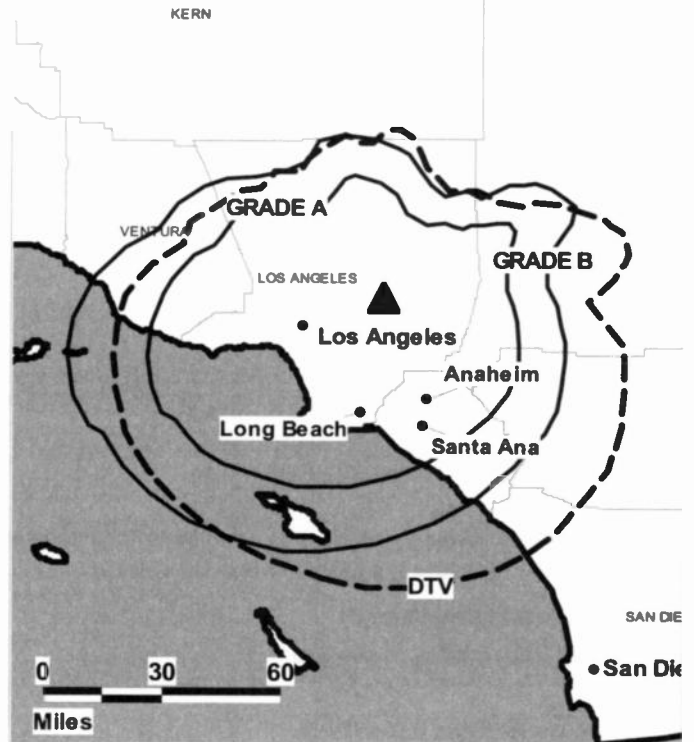 KERN
GRADE A
VENTURA
GRADE B
LOS ANGELES
Los Angeles
Anaheim
Long Beach
Santa Ana
DTV
SAN DIE
San Die
0 30 60
Miles